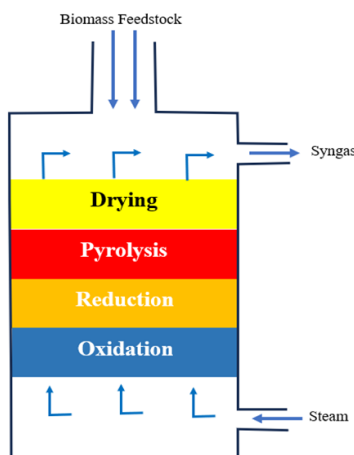 Biomass Feedstock
Syngas
Drying
Pyrolysis
Reduction
Oxidation
Steam